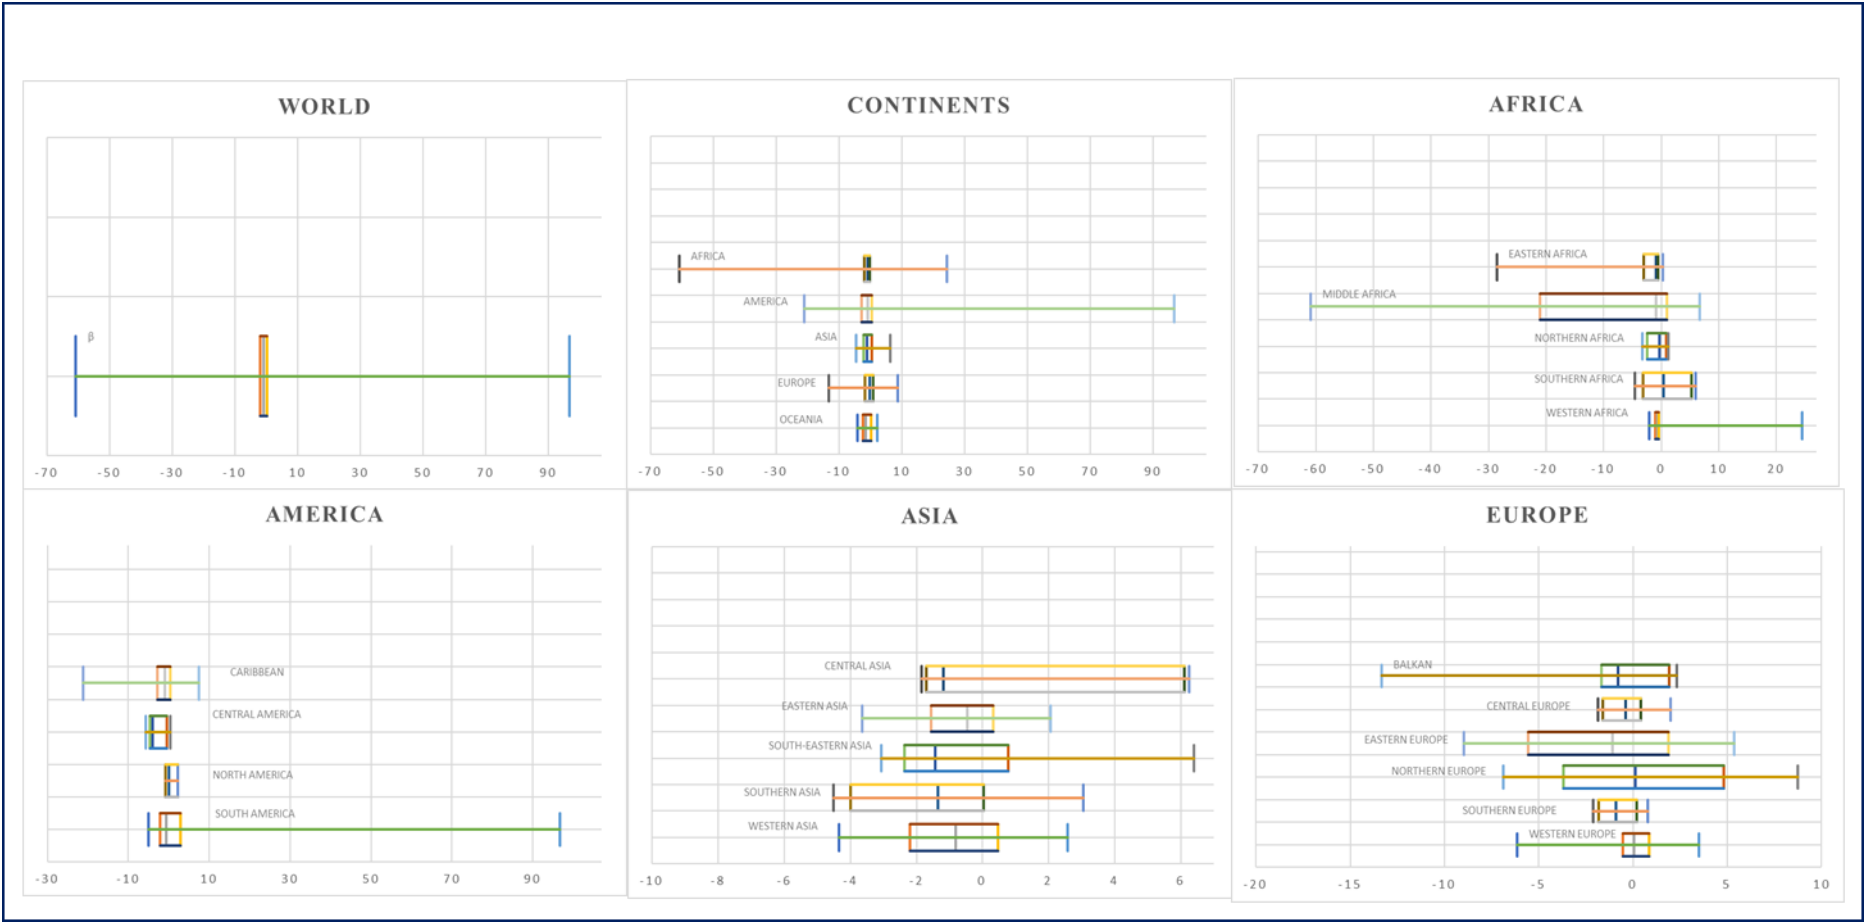 WORLD
β
-70 -50 -30 -10 10 30 50 70 90
CONTINENTS
AFRICA
AMERICA
ASIA
EUROPE
OCEANIA
-70 -50 -30 -10 10 30 50 70 90
AFRICA
EASTERN AFRICA
MIDDLE AFRICA
NORTHERN AFRICA
SOUTHERN AFRICA
WESTERN AFRICA
-70 -60 -50 -40 -30 -20 -10 0 10 20
AMERICA
CARIBBEAN
CENTRAL AMERICA
NORTH AMERICA
SOUTH AMERICA
-30 -10 10 30 50 70 90
ASIA
CENTRAL ASIA
EASTERN ASIA
SOUTH-EASTERN ASIA
SOUTHERN ASIA
WESTERN ASIA
-10 -8 -6 -4 -2 0 2 4 6
EUROPE
BALKAN
CENTRAL EUROPE
EASTERN EUROPE
NORTHERN EUROPE
SOUTHERN EUROPE
WESTERN EUROPE
-20 -15 -10 -5 0 5 10